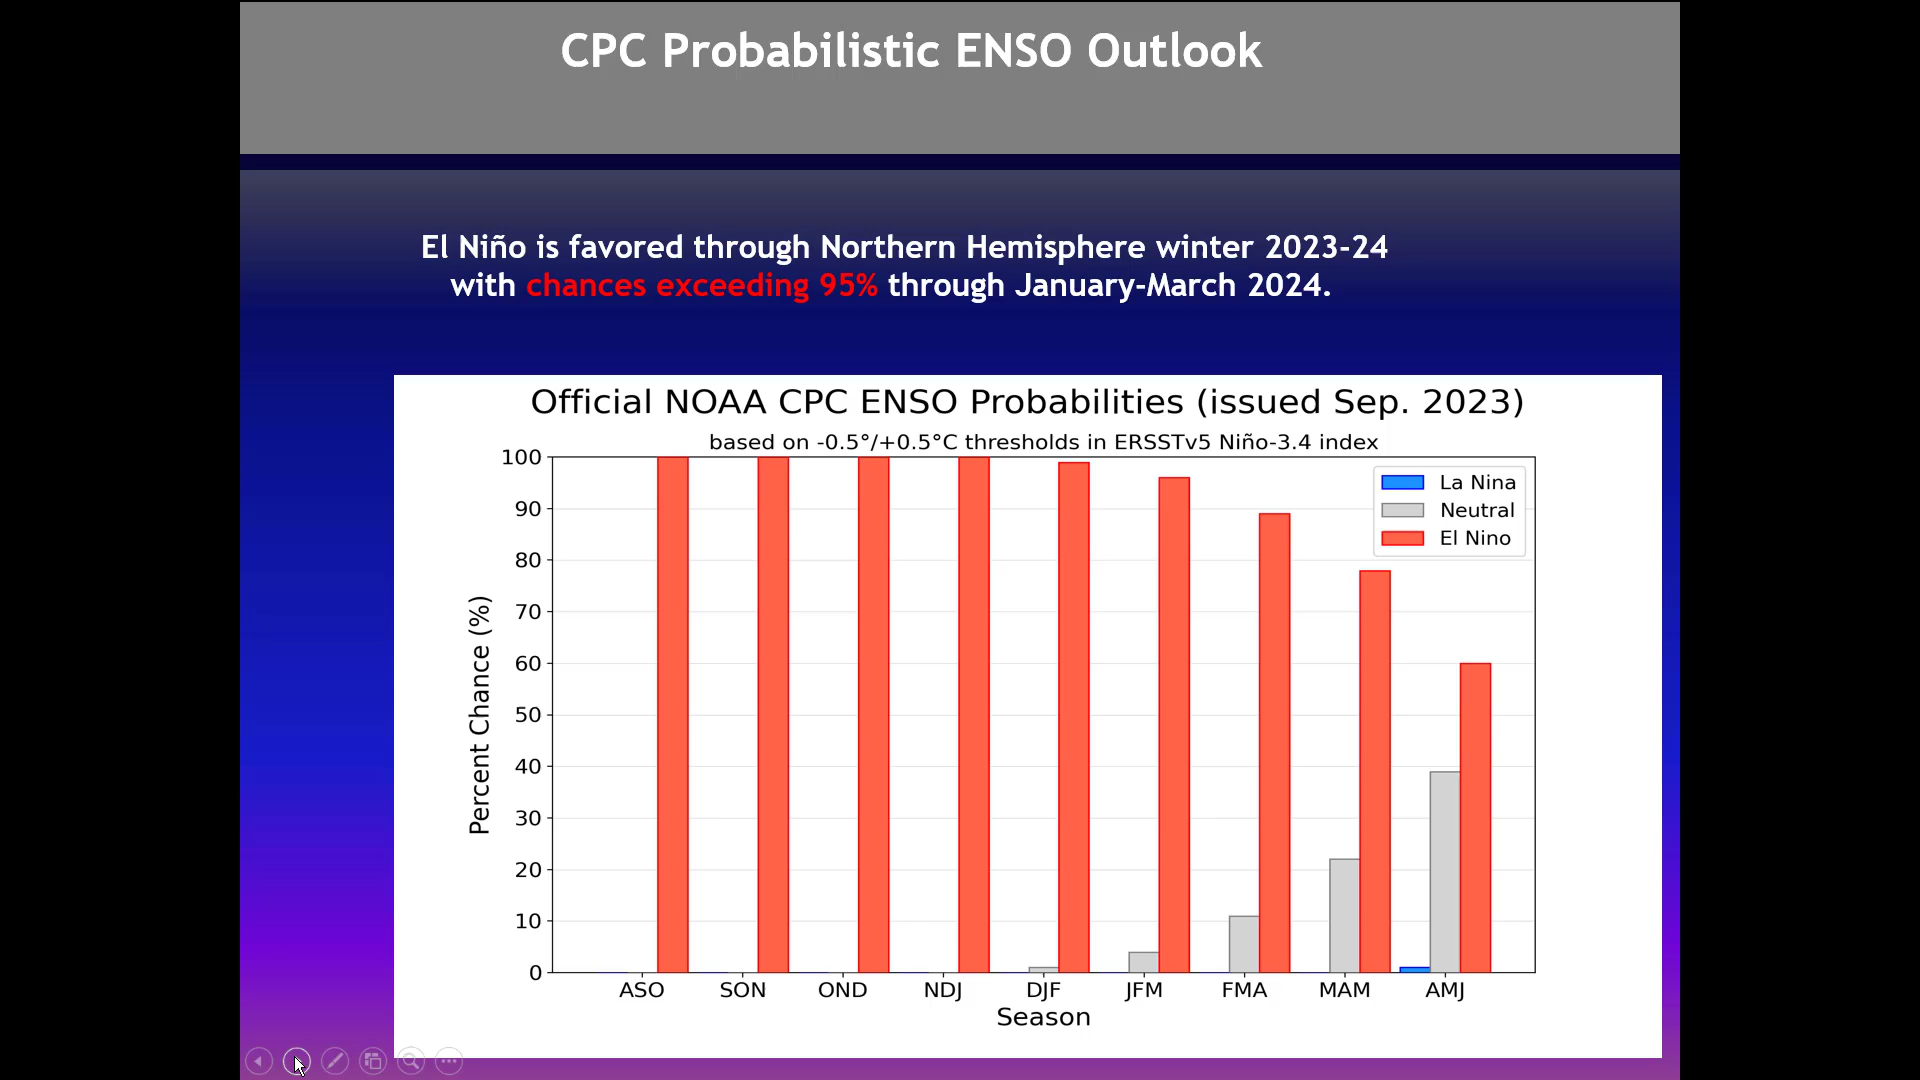 CPC Probabilistic ENSO Outlook
El Niño is favored through Northern Hemisphere winter 2023-24
with chances exceeding 95% through January-March 2024.
Official NOAA CPC ENSO Probabilities (issued Sep. 2023)
based on -0.5°/+0.5°C thresholds in ERSSTv5 Niño-3.4 index
La Nina
Neutral
El Nino
Percent Chance (%)
100
90
80
70
60
50
40
30
20
10
0
ASO SON OND NDJ DJF JFM FMA MAM AMJ
Season